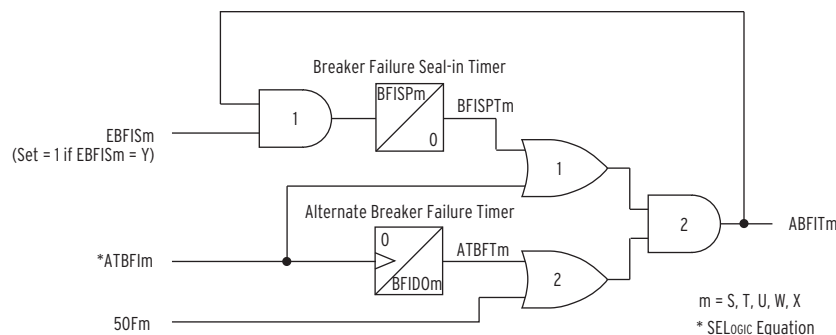 Breaker Failure Seal-in Timer
BFISPm
BFISPTm
1
0
EBFISm
(Set = 1 if EBFISm = Y)
1
Alternate Breaker Failure Timer
2
ABFITm
0
ATBFTm
*ATBFIm
BFIDOm
2
m = S, T, U, W, X
50Fm
* SELOGIC Equation